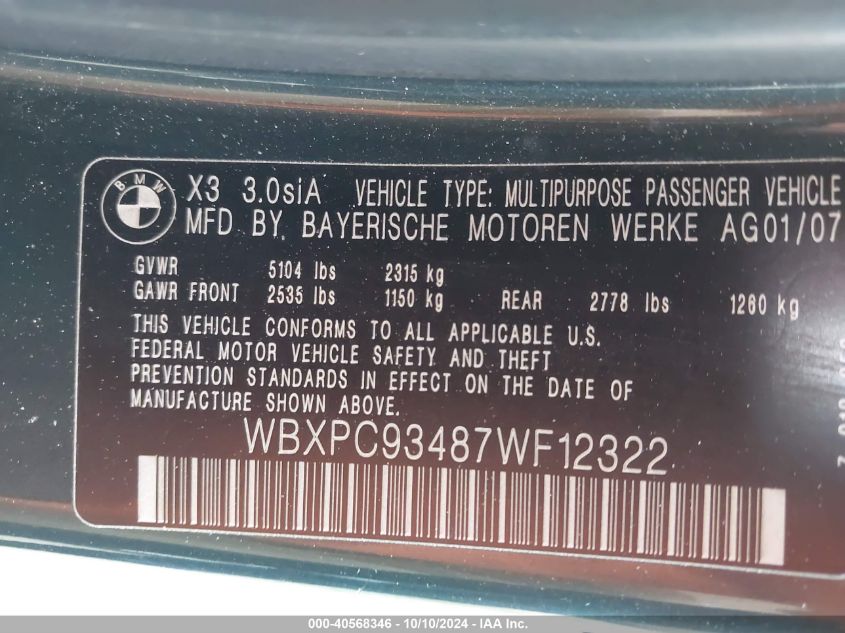 BMW
X3 3.0siA VEHICLE TYPE: MULTIPURPOSE PASSENGER VEHICLE
MFD BY BAYERISCHE MOTOREN WERKE AG01/07
GVWR 5104 lbs 2315 kg
GAWR FRONT 2535 lbs 1150 kg REAR 2778 lbs 1260 kg
THIS VEHICLE CONFORMS TO ALL APPLICABLE U.S.
FEDERAL MOTOR VEHICLE SAFETY AND THEFT
PREVENTION STANDARDS IN EFFECT ON THE DATE OF
MANUFACTURE SHOWN ABOVE.
WBXPC93487WF12322
000-40568346 - 10/10/2024 - IAA Inc.